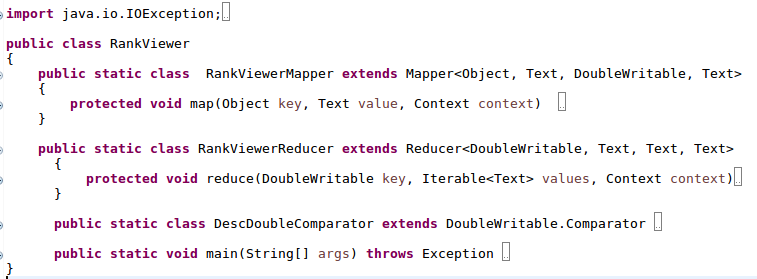 import java.io.IOException;
public class RankViewer
{
public static class RankViewerMapper extends Mapper<Object, Text, DoubleWritable, Text>
{
protected void map(Object key, Text value, Context context)
}
public static class RankViewerReducer extends Reducer<DoubleWritable, Text, Text, Text>
{
protected void reduce(DoubleWritable key, Iterable<Text> values, Context context)
}
public static class DescDoubleComparator extends DoubleWritable.Comparator
public static void main(String[] args) throws Exception
}